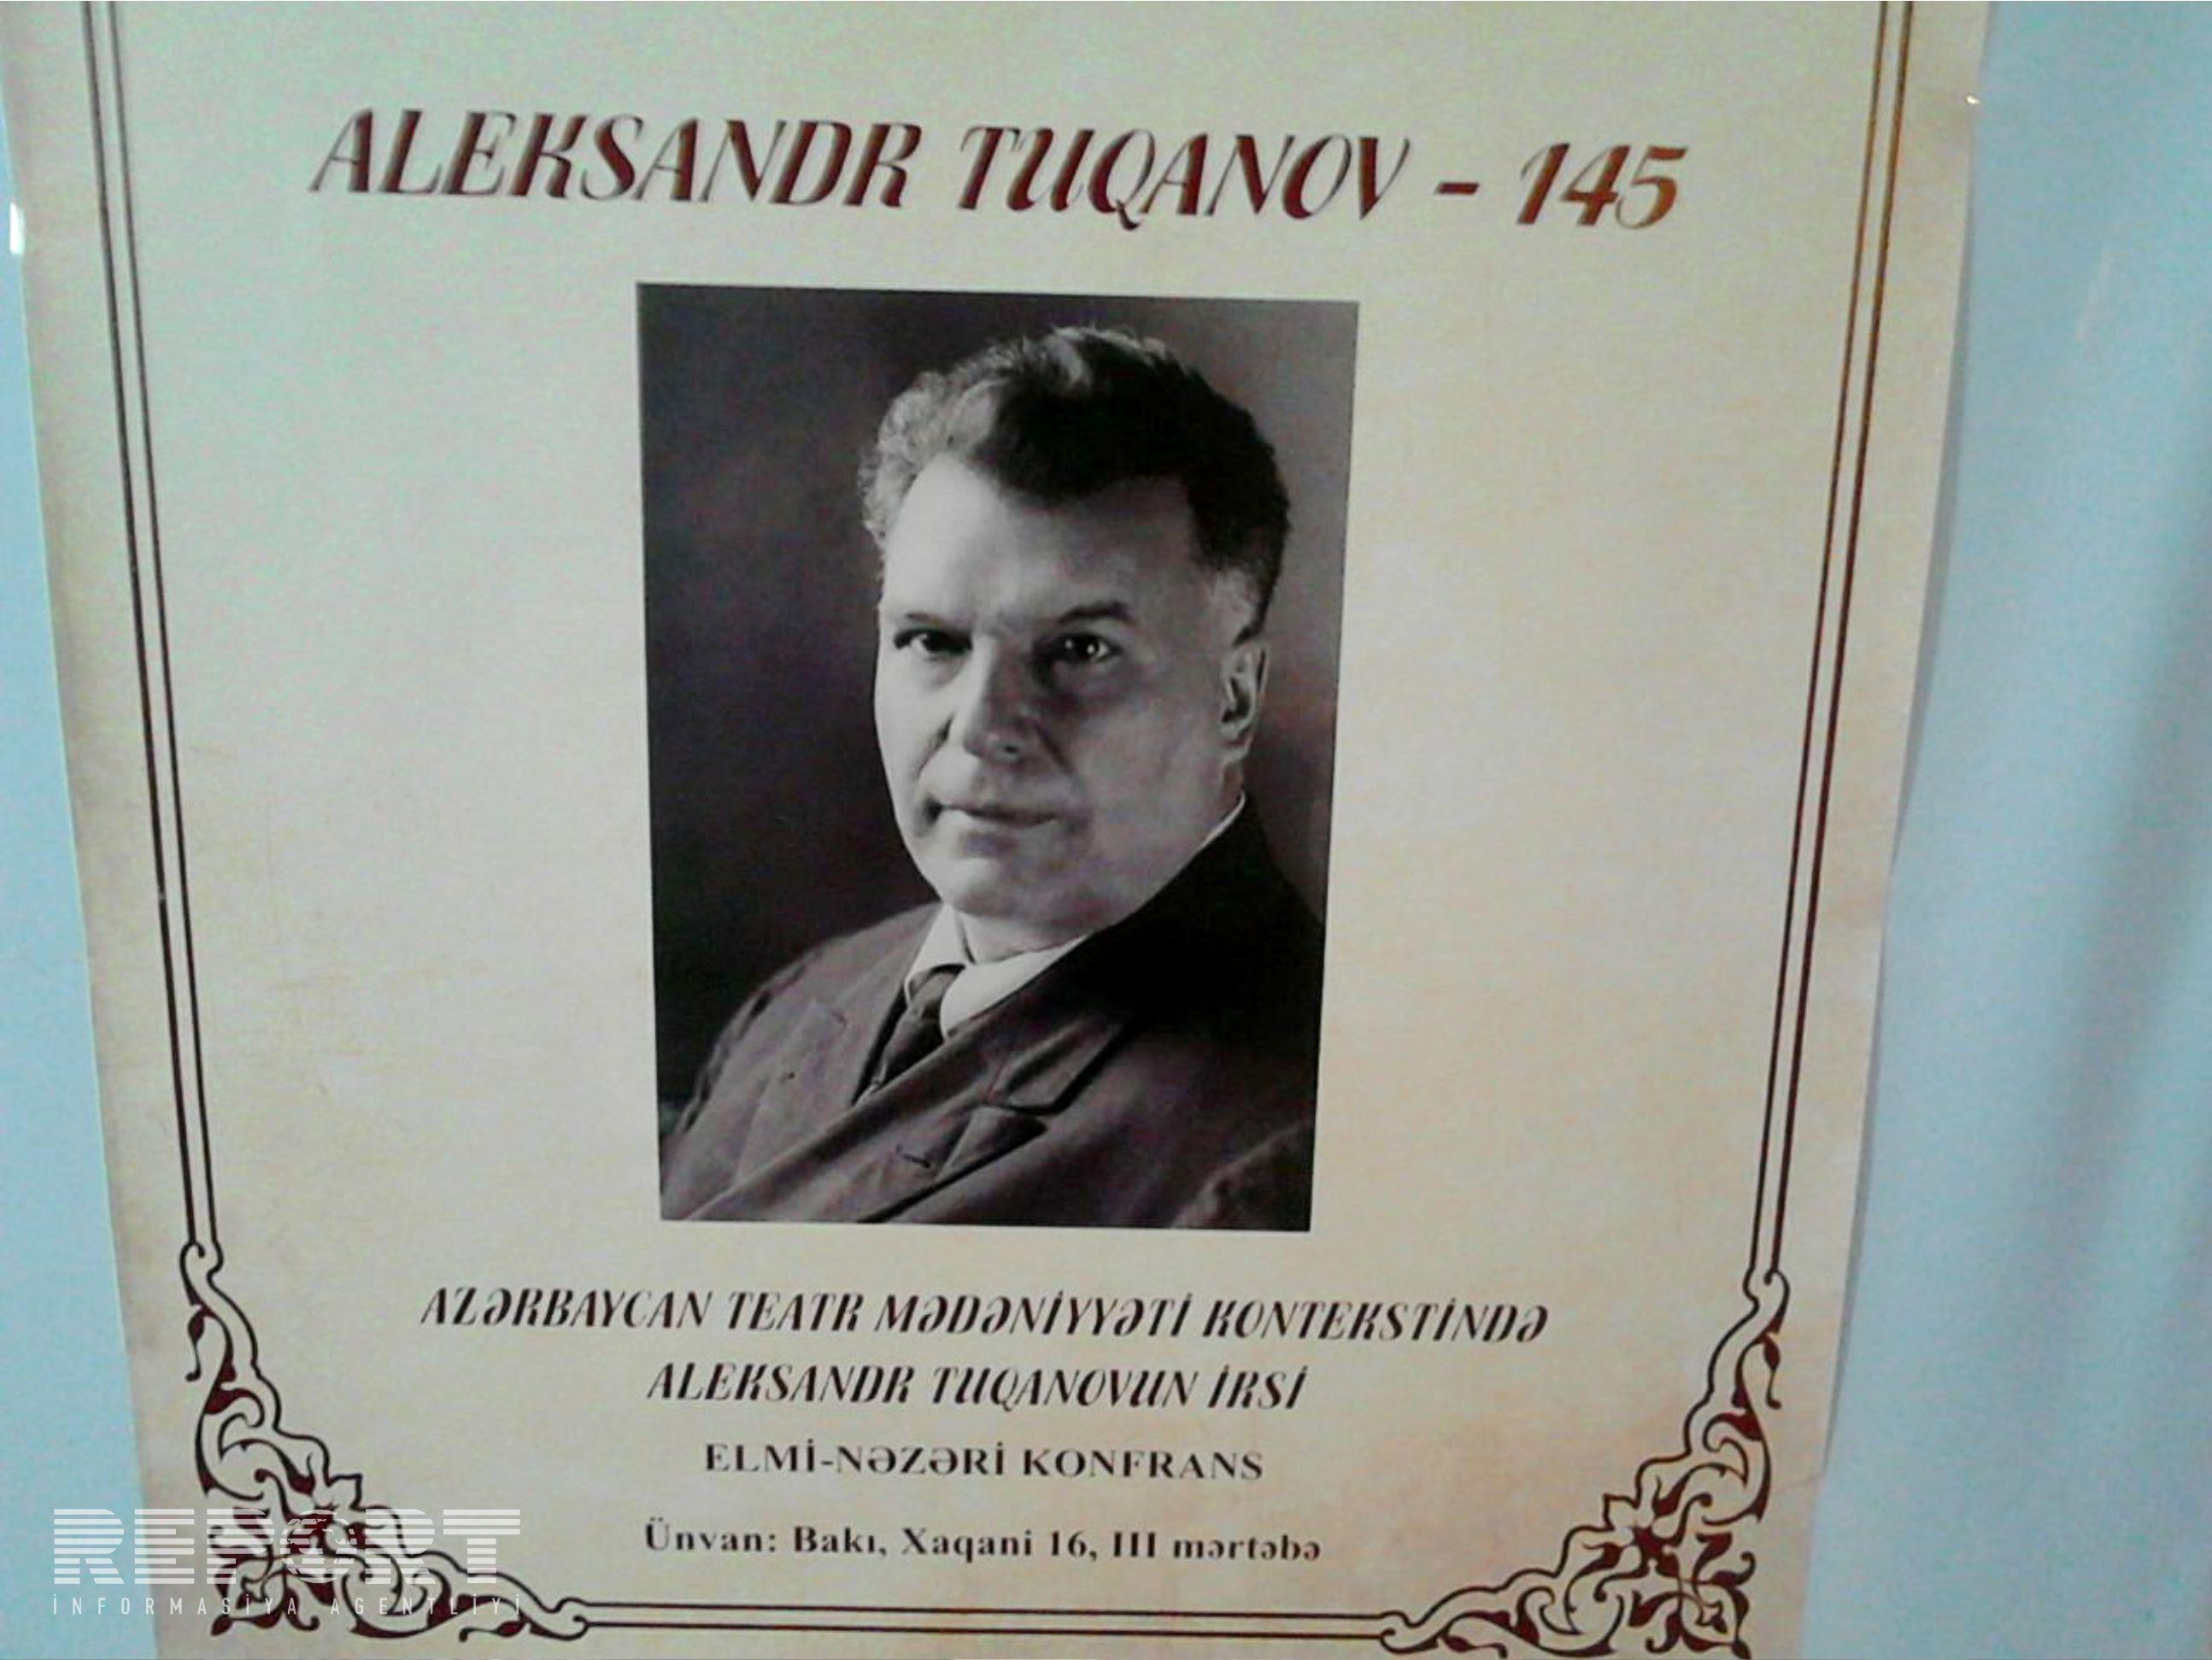 ALEKSANDR TUQANOV - 145
AZƏRBAYCAN TEATR MƏDƏNİYYƏTİ KONTEKSTİNDƏ
ALEKSANDR TUQANOVUN İRSİ
ELMİ-NƏZƏRİ KONFRANS
Ünvan: Bakı, Xaqani 16, III mərtəbə
REPORT
İNFORMASİYA AGENTLİYİ